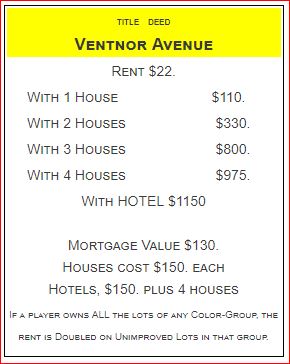 TITLE DEED
VENTNOR AVENUE
RENT $22.
WITH 1 HOUSE $110.
WITH 2 HOUSES $330.
WITH 3 HOUSES $800.
WITH 4 HOUSES $975.
WITH HOTEL $1150
MORTGAGE VALUE $130.
HOUSES COST $150. EACH
HOTELS, $150. PLUS 4 HOUSES
IF A PLAYER OWNS ALL THE LOTS OF ANY COLOR-GROUP, THE
RENT IS DOUBLED ON UNIMPROVED LOTS IN THAT GROUP.